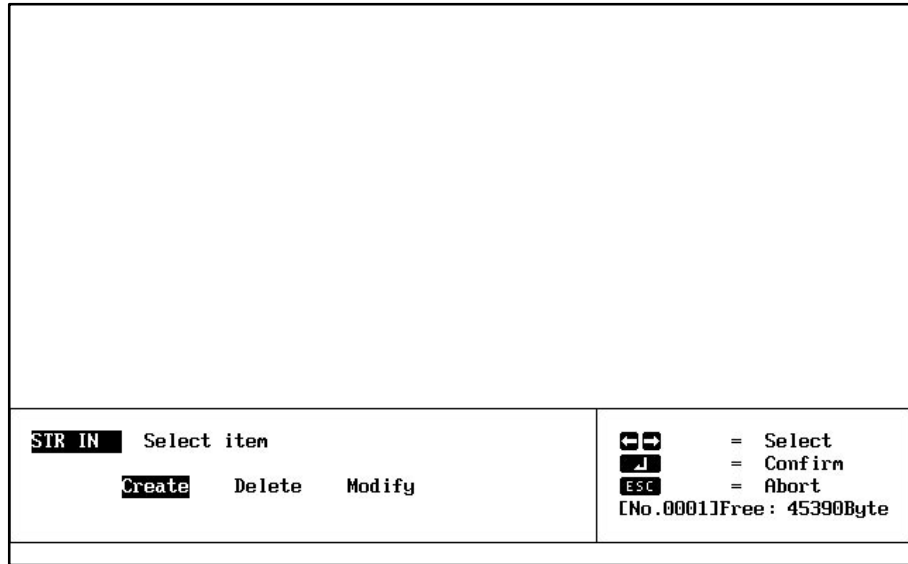 STR IN Select item
Create Delete Modify
←→ = Select
↵ = Confirm
ESC = Abort
[No.0001]Free: 45390Byte